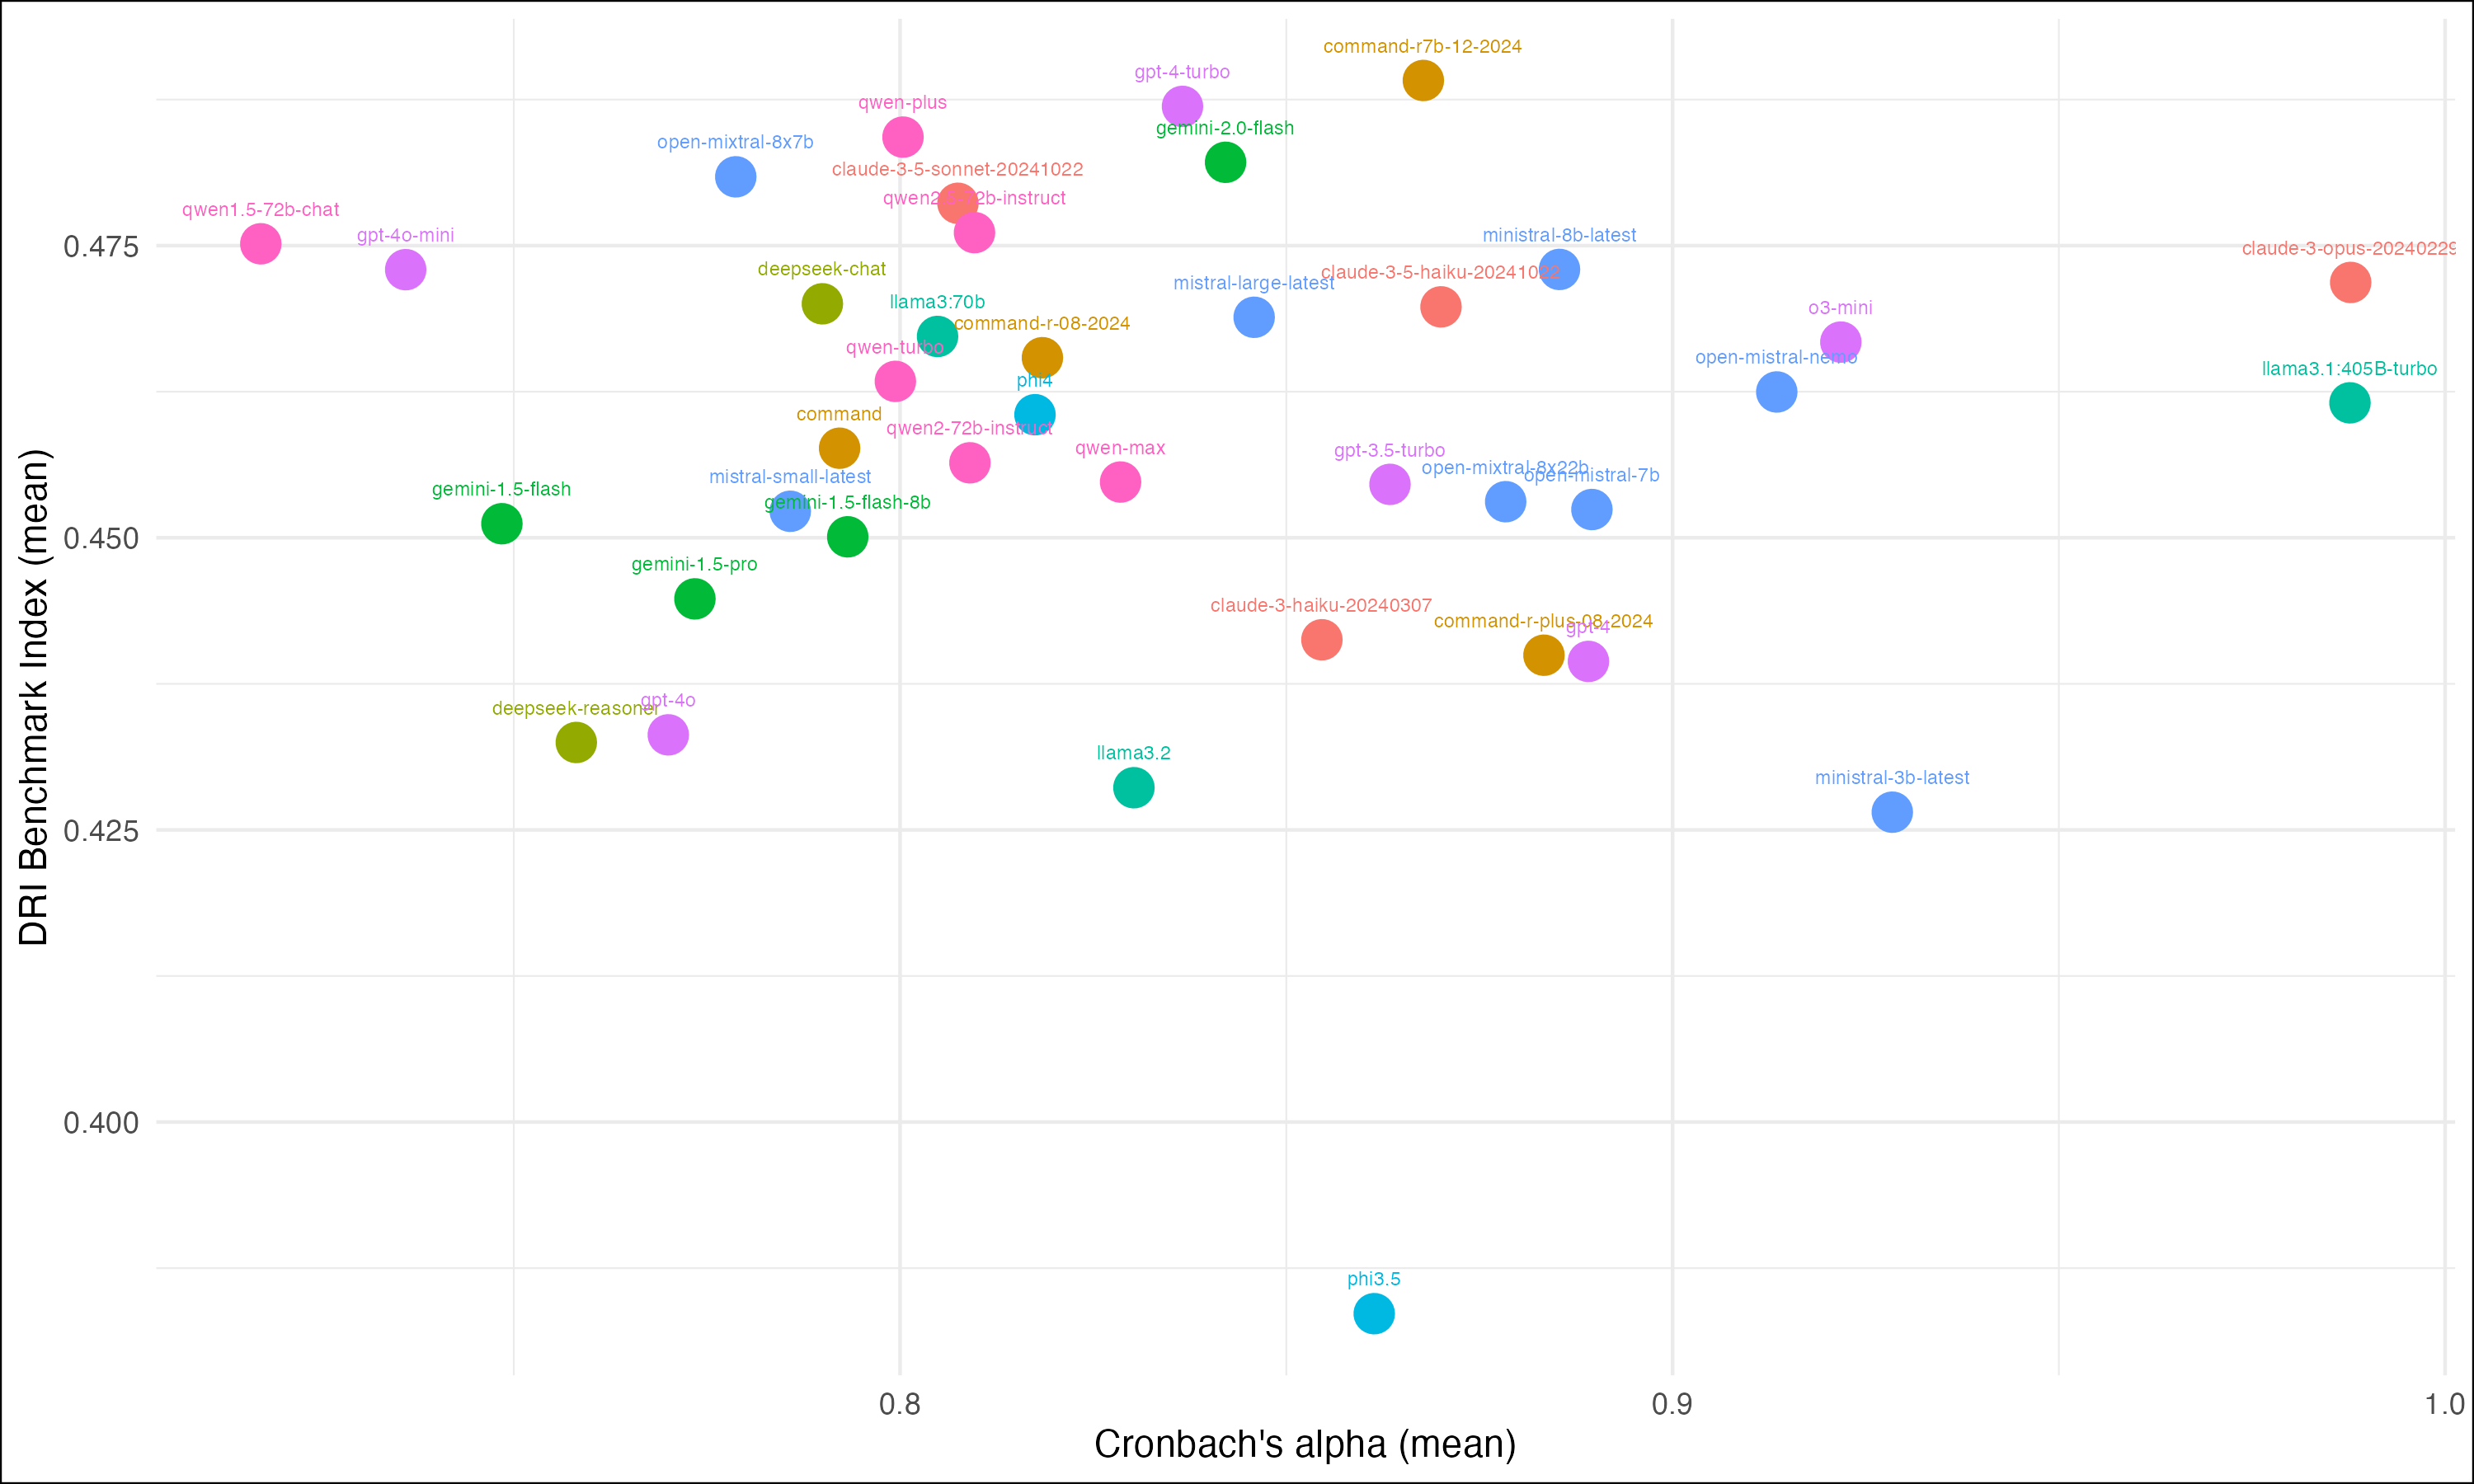 command-r7b-12-2024
gpt-4-turbo
qwen-plus
gemini-2.0-flash
open-mixtral-8x7b
claude-3-5-sonnet-20241022
qwen1.5-72b-chat
gpt-4o-mini
ministral-8b-latest
claude-3-opus-20240229
deepseek-chat
claude-3-5-haiku-20241022
mistral-large-latest
llama3:70b
o3-mini
command-r-08-2024
qwen-turbo
open-mistral-nemo
llama3.1:405B-turbo
phi4
command
qwen2-72b-instruct
qwen-max
gpt-3.5-turbo
open-mixtral-8x22b
open-mistral-7b
mistral-small-latest
gemini-1.5-flash
gemini-1.5-flash-8b
gemini-1.5-pro
claude-3-haiku-20240307
command-r-plus-08-2024
gpt-4
gpt-4o
deepseek-reasoner
llama3.2
ministral-3b-latest
phi3.5
0.475
0.450
0.425
0.400
DRI Benchmark Index (mean)
0.8
0.9
1.0
Cronbach's alpha (mean)